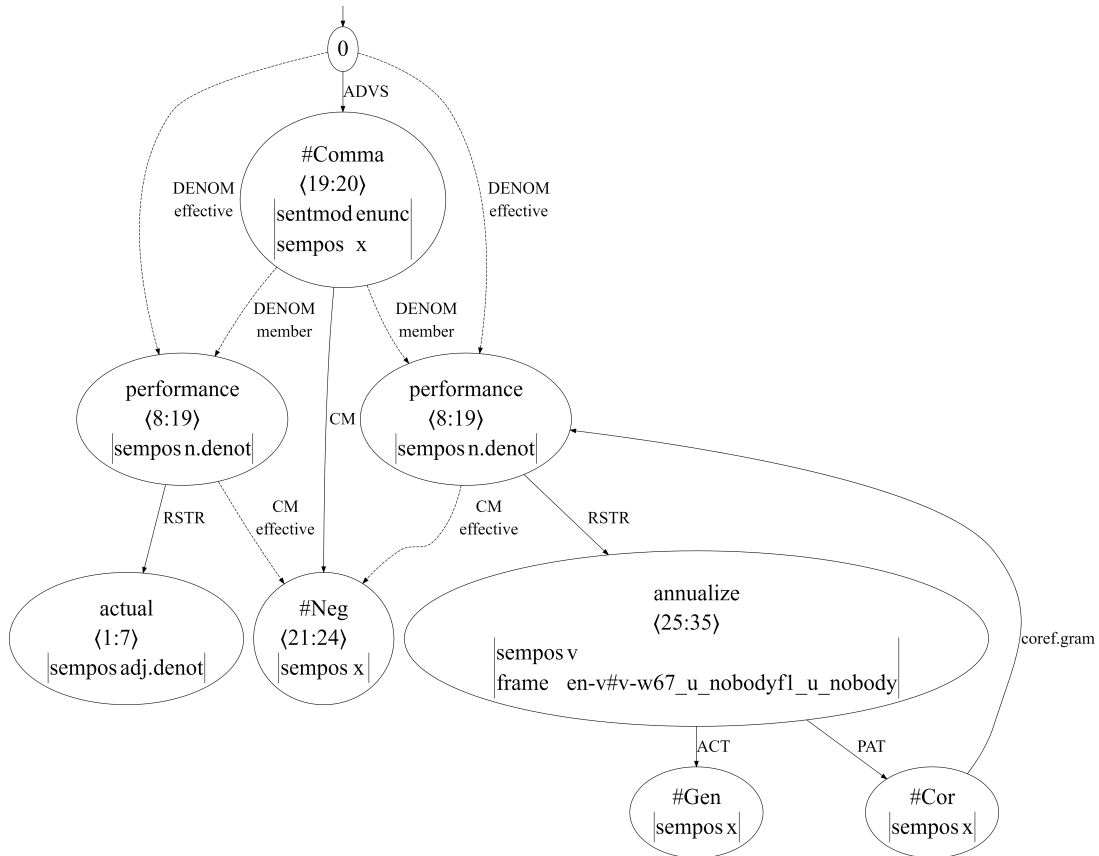 0
ADVS
#Comma
⟨19:20⟩
sentmod enunc
sempos x
DENOM
effective
DENOM
effective
DENOM
member
DENOM
member
performance
⟨8:19⟩
sempos n.denot
CM
performance
⟨8:19⟩
sempos n.denot
RSTR
CM
effective
CM
effective
RSTR
actual
⟨1:7⟩
sempos adj.denot
#Neg
⟨21:24⟩
sempos x
annualize
⟨25:35⟩
sempos v
frame en-v#v-w67_u_nobodyf1_u_nobody
coref.gram
ACT
PAT
#Gen
sempos x
#Cor
sempos x